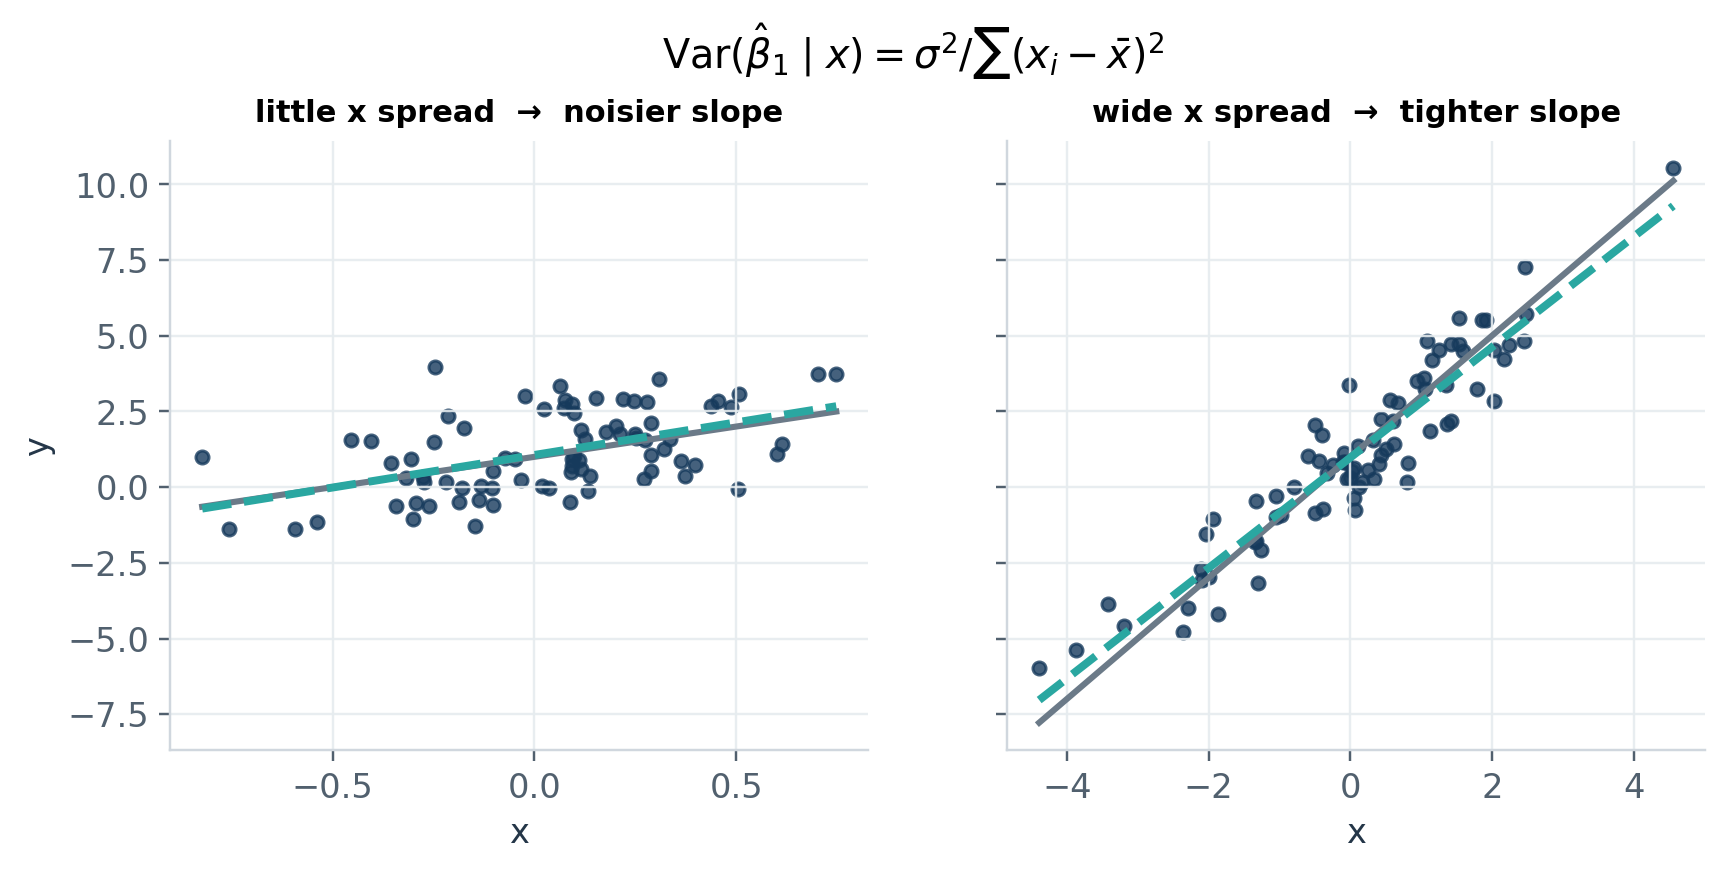 Var(β̂₁ | x) = σ²/∑(xᵢ − x̄)²
little x spread → noisier slope
wide x spread → tighter slope
10.0
7.5
5.0
2.5
0.0
−2.5
−5.0
−7.5
y
−0.5 0.0 0.5
−4 −2 0 2 4
x
x